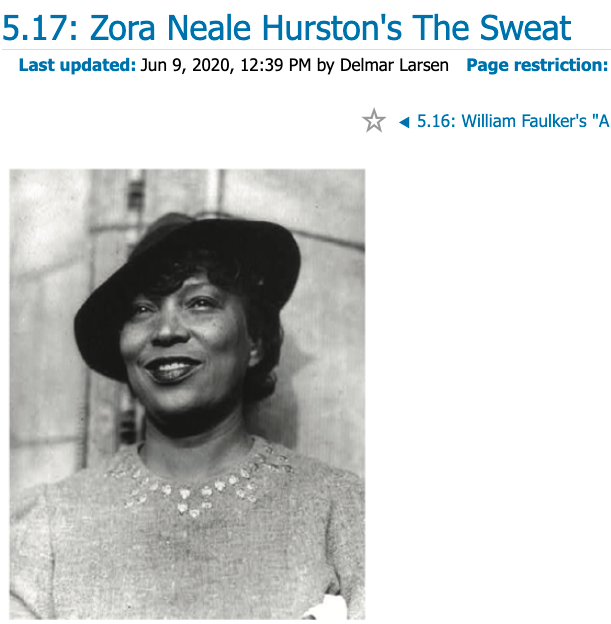 5.17: Zora Neale Hurston's The Sweat
Last updated: Jun 9, 2020, 12:39 PM by Delmar Larsen Page restriction:
☆ ◄ 5.16: William Faulker's "A